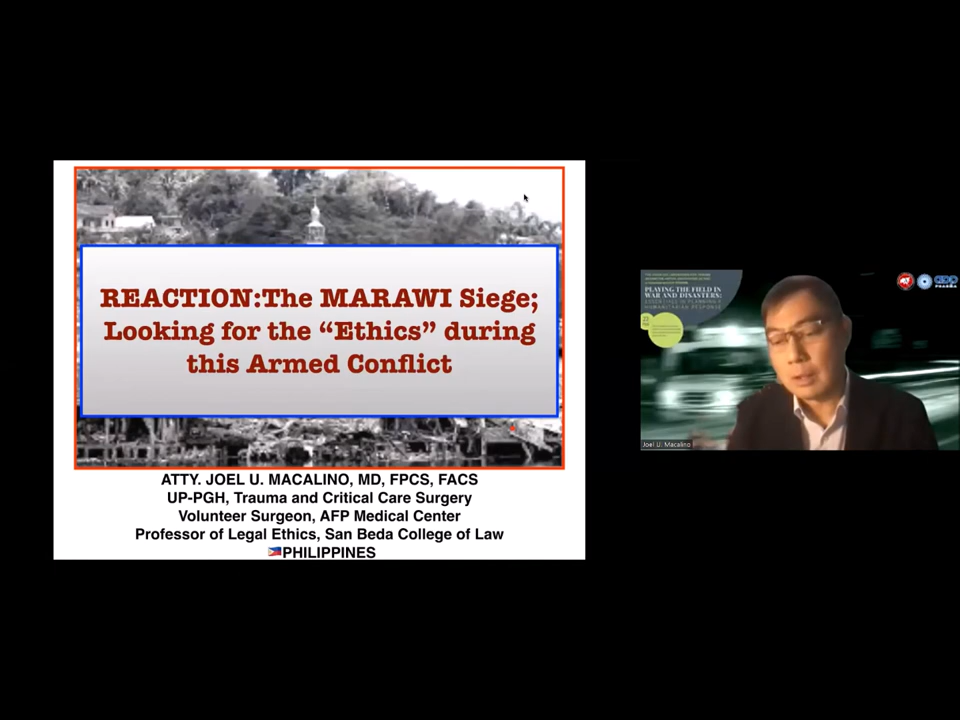 REACTION:The MARAWI Siege;
Looking for the “Ethics” during
this Armed Conflict
ATTY. JOEL U. MACALINO, MD, FPCS, FACS
UP-PGH, Trauma and Critical Care Surgery
Volunteer Surgeon, AFP Medical Center
Professor of Legal Ethics, San Beda College of Law
PHILIPPINES
PLAYING THE FIELD IN
WAR AND DISASTERS:
HUMANITARIAN RESPONSE
Joel U. Macalino